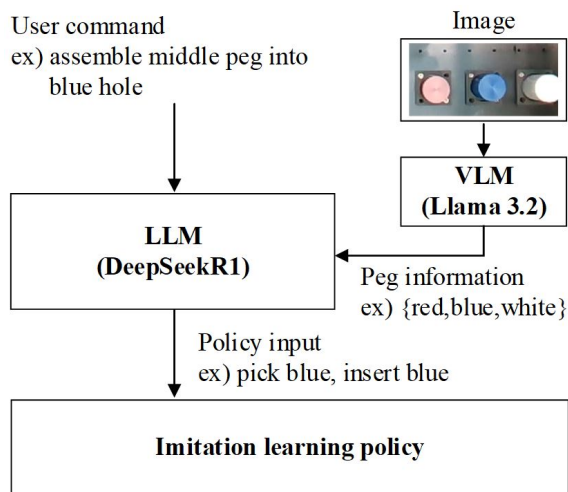 User command
ex) assemble middle peg into
blue hole
Image
VLM
(Llama 3.2)
LLM
(DeepSeekR1)
Peg information
ex) {red,blue,white}
Policy input
ex) pick blue, insert blue
Imitation learning policy